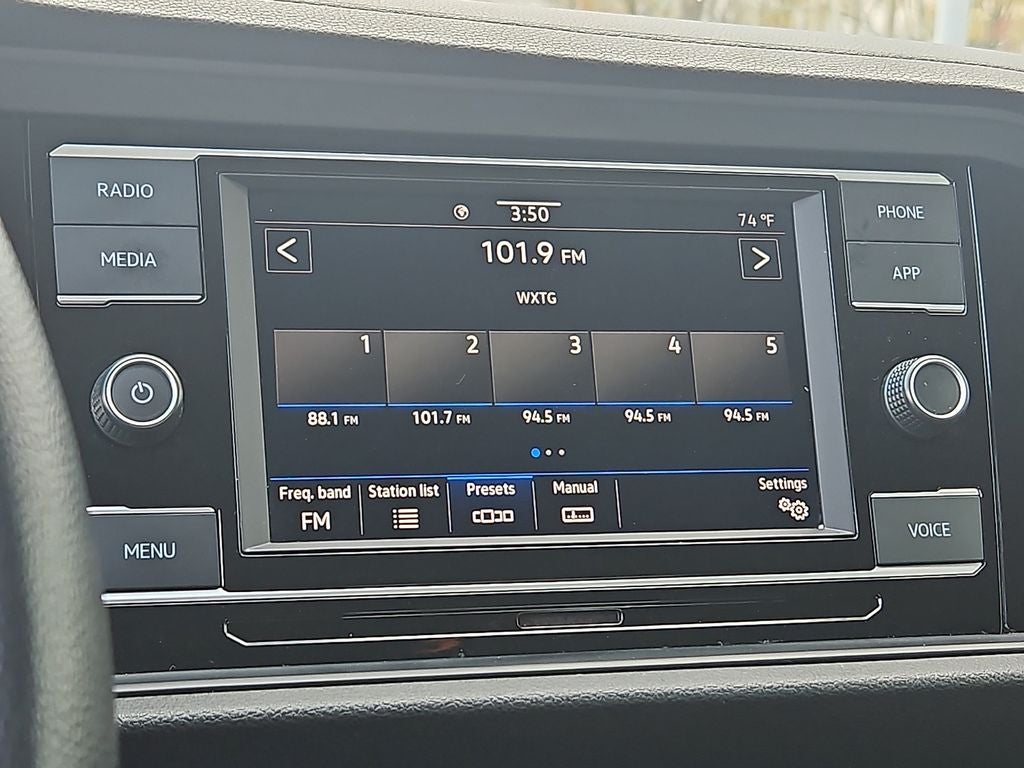 RADIO
MEDIA
MENU
3:50
74 °F
101.9 FM
WXTG
1 2 3 4 5
88.1 FM 101.7 FM 94.5 FM 94.5 FM 94.5 FM
Freq. band Station list Presets Manual Settings
FM
PHONE
APP
VOICE